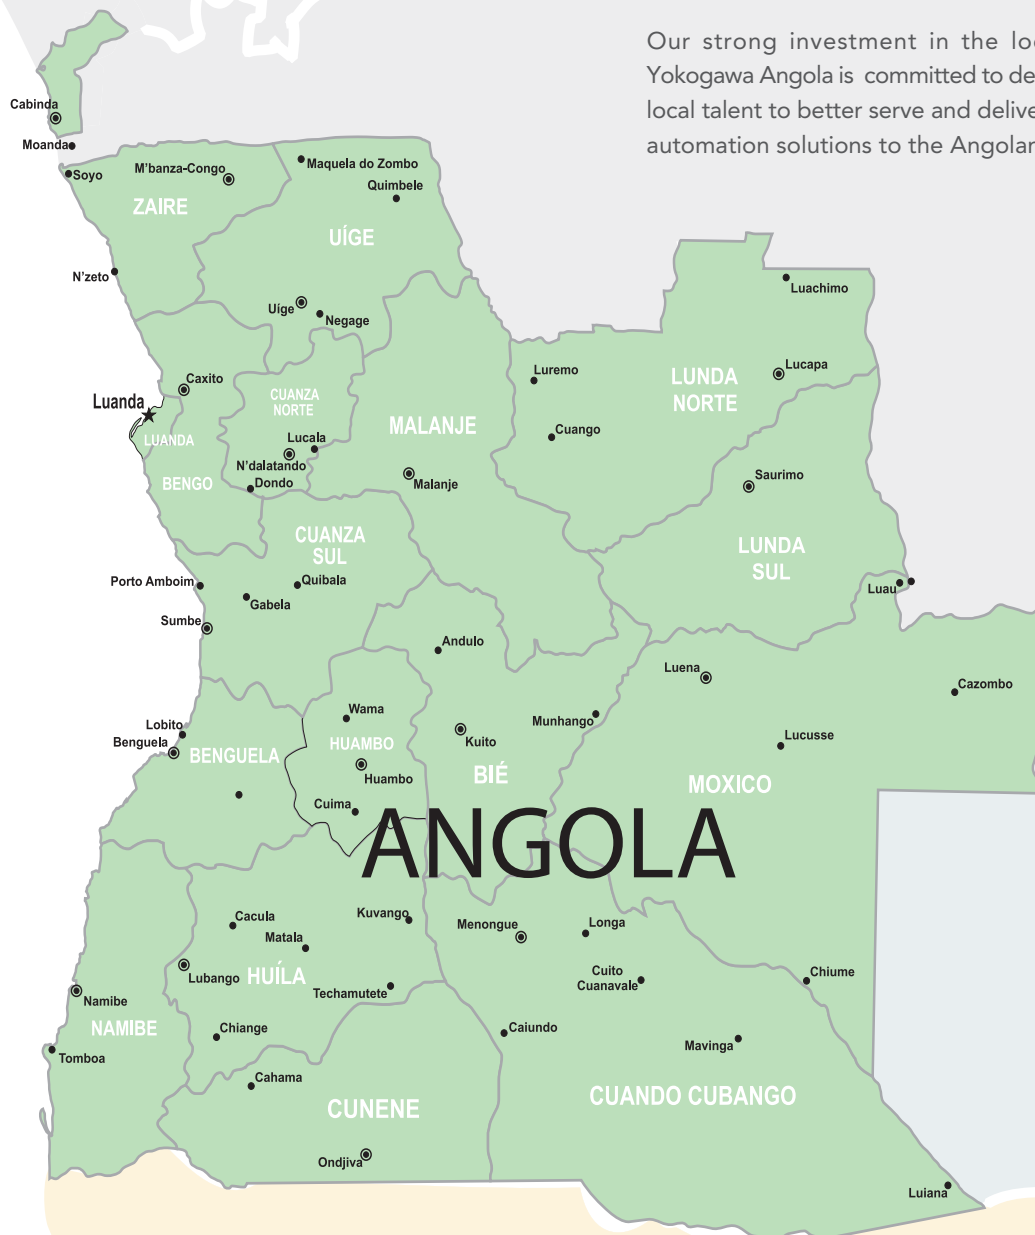 Our strong investment in the loc
Yokogawa Angola is committed to de
local talent to better serve and delive
automation solutions to the Angolan
Cabinda
Moanda
Soyo
M'banza-Congo
Maquela do Zombo
Quimbele
ZAIRE
UÍGE
N'zeto
Luachimo
Uíge
Negage
Caxito
Luremo
LUNDA
NORTE
Lucapa
Luanda
CUANZA
NORTE
MALANJE
Cuango
LUANDA
Lucala
N'dalatando
BENGO
Dondo
Malanje
Saurimo
CUANZA
SUL
LUNDA
SUL
Porto Amboim
Quibala
Gabela
Luau
Sumbe
Andulo
Luena
Cazombo
Wama
Munhango
Lobito
Benguela
BENGUELA
HUAMBO
Kuito
Lucusse
Huambo
BIÉ
MOXICO
Cuima
ANGOLA
Cacula
Kuvango
Menongue
Longa
Matala
Lubango
HUÍLA
Cuito
Cuanavale
Chiume
Techamutete
Namibe
NAMIBE
Chiange
Caiundo
Mavinga
Tomboa
Cahama
CUNENE
CUANDO CUBANGO
Ondjiva
Luiana